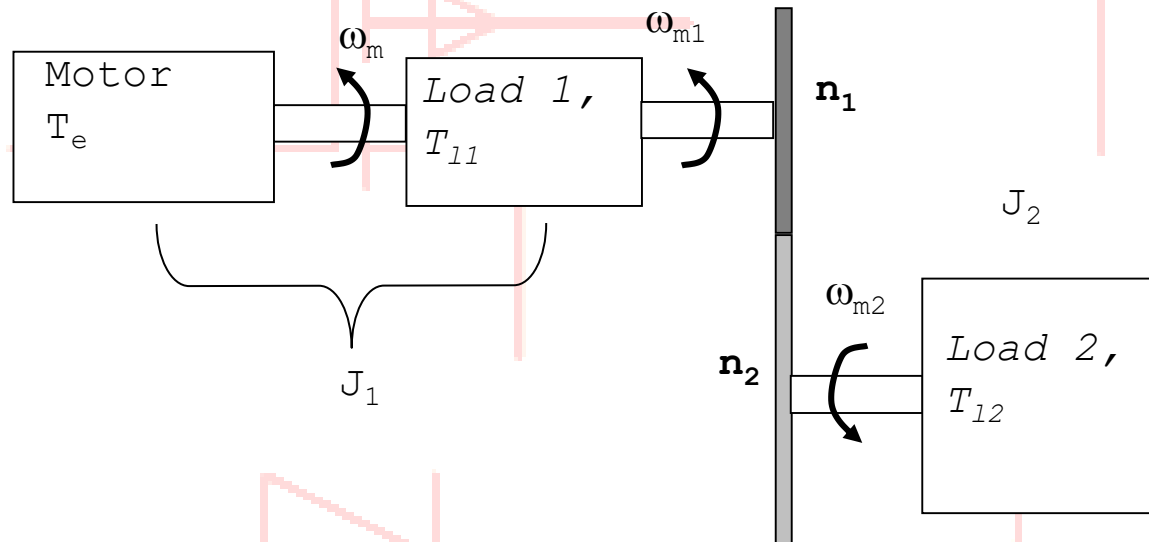 Motor
Tₑ
ωₘ
Load 1,
Tₗ₁
ωₘ₁
n₁
J₂
ωₘ₂
n₂
Load 2,
Tₗ₂
J₁